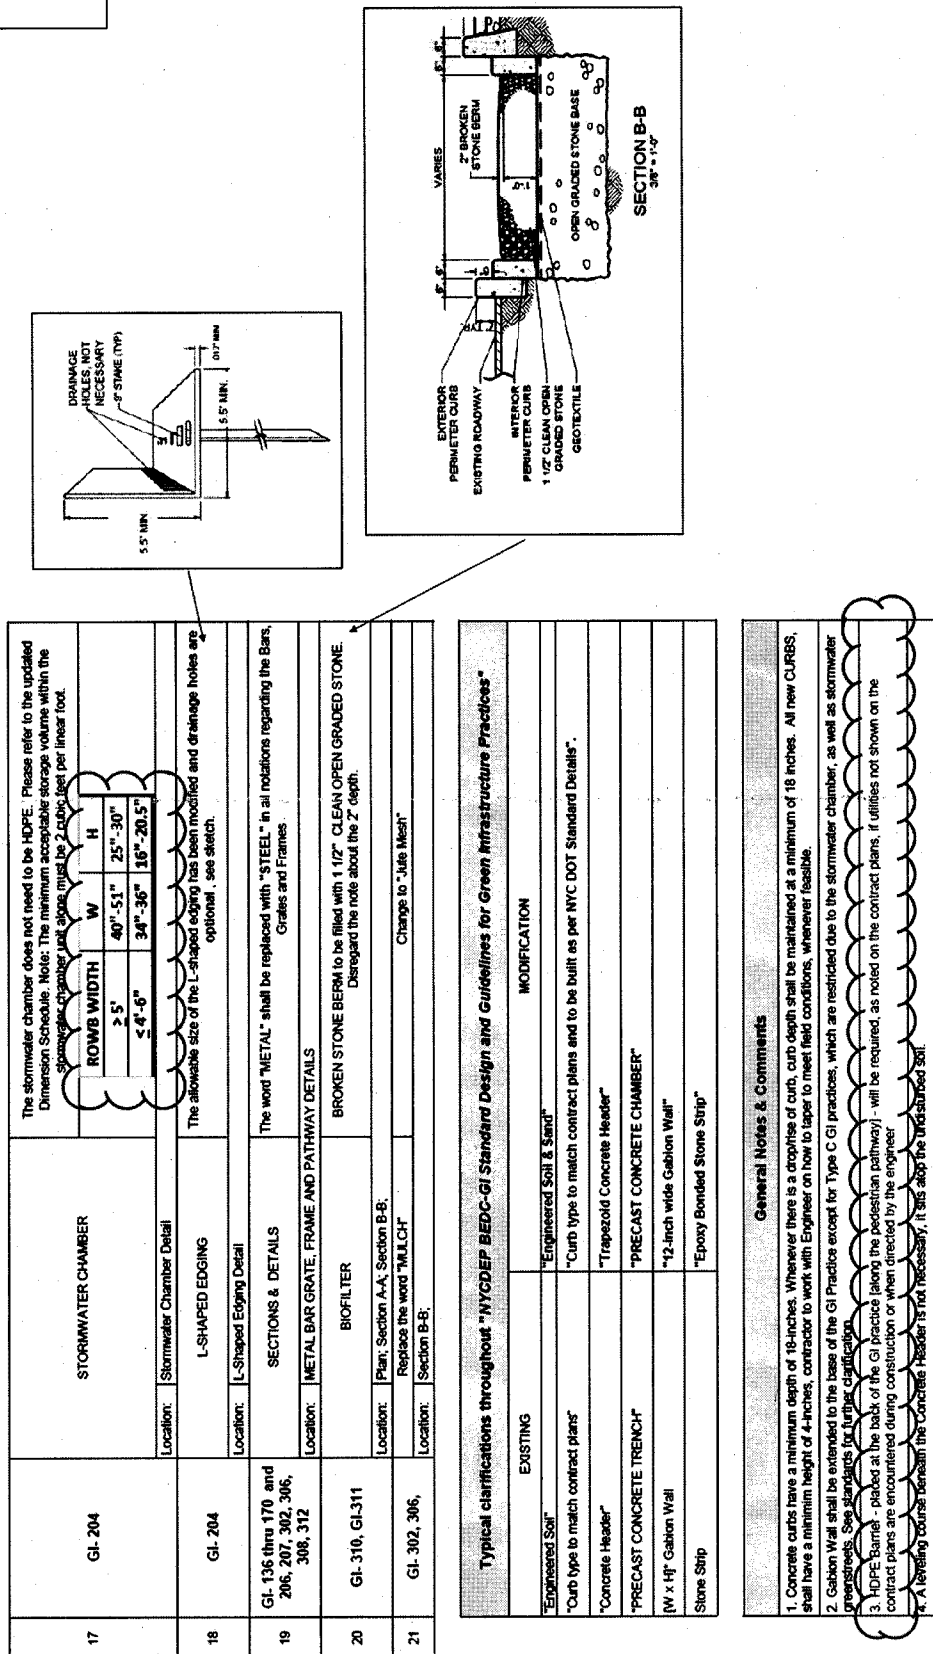 17
GI- 204
STORMWATER CHAMBER
Location:
Stormwater Chamber Detail
The stormwater chamber does not need to be HDPE. Please refer to the updated
Dimension Schedule. Note: The minimum acceptable storage volume within the
stormwater chamber unit alone must be 2 cubic feet per linear foot.
ROWB WIDTH W H
> 5' 40"-51" 25"-30"
< 4'-6" 34"-36" 16"-20.5"
18
GI- 204
L-SHAPED EDGING
Location:
L-Shaped Edging Detail
The allowable size of the L-shaped edging has been modified and drainage holes are
optional , see sketch.
19
GI- 136 thru 170 and
206, 207, 302, 306,
308, 312
SECTIONS & DETAILS
Location:
METAL BAR GRATE, FRAME AND PATHWAY DETAILS
The word "METAL" shall be replaced with "STEEL" in all notations regarding the Bars,
Grates and Frames
20
GI- 310, GI-311
BIOFILTER
Location:
Plan; Section A-A; Section B-B;
BROKEN STONE BERM to be filled with 1 1/2" CLEAN OPEN GRADED STONE.
Disregard the note about the 2" depth.
21
GI- 302, 306,
Replace the word "MULCH"
Location:
Section B-B;
Change to "Jute Mesh"
Typical clarifications throughout "NYCDEP BEDC-GI Standard Design and Guidelines for Green Infrastructure Practices"
EXISTING
MODIFICATION
"Engineered Soil"
"Engineered Soil & Sand"
"Curb type to match contract plans"
"Curb type to match contract plans and to be built as per NYC DOT Standard Details".
"Concrete Header"
"Trapezoid Concrete Header"
"PRECAST CONCRETE TRENCH"
"PRECAST CONCRETE CHAMBER"
[W x H]" Gabion Wall
"12-inch wide Gabion Wall"
Stone Strip
"Epoxy Bonded Stone Strip"
General Notes & Comments
1. Concrete curbs have a minimum depth of 18-inches. Whenever there is a drop/rise of curb, curb depth shall be maintained at a minimum of 18 inches. All new CURBS,
shall have a minimim height of 4-inches, contractor to work with Engineer on how to taper to meet field conditions, whenever feasible.
2. Gabion Wall shall be extended to the base of the GI Practice except for Type C GI practices, which are restricted due to the stormwater chamber, as well as stormwater
greenstreets. See standards for further clarification.
3. HDPE Barrier - placed at the back of the GI practice [along the pedestrian pathway] - will be required, as noted on the contract plans, if utilities not shown on the
contract plans are encountered during construction or when directed by the engineer
4. A leveling course beneath the Concrete Header is not necessary, it sits atop the undisturbed soil.
DRAINAGE
HOLES, NOT
NECESSARY
9" STAKE (TYP)
5.5" MIN.
5.5" MIN.
.017" MIN
EXTERIOR
PERIMETER CURB
EXISTING ROADWAY
INTERIOR
PERIMETER CURB
1 1/2" CLEAN OPEN
GRADED STONE
GEOTEXTILE
6" 6"
VARIES
6" 6"
2" BROKEN
STONE BERM
1'-0"
OPEN GRADED STONE BASE
SECTION B-B
3/8" = 1'-0"